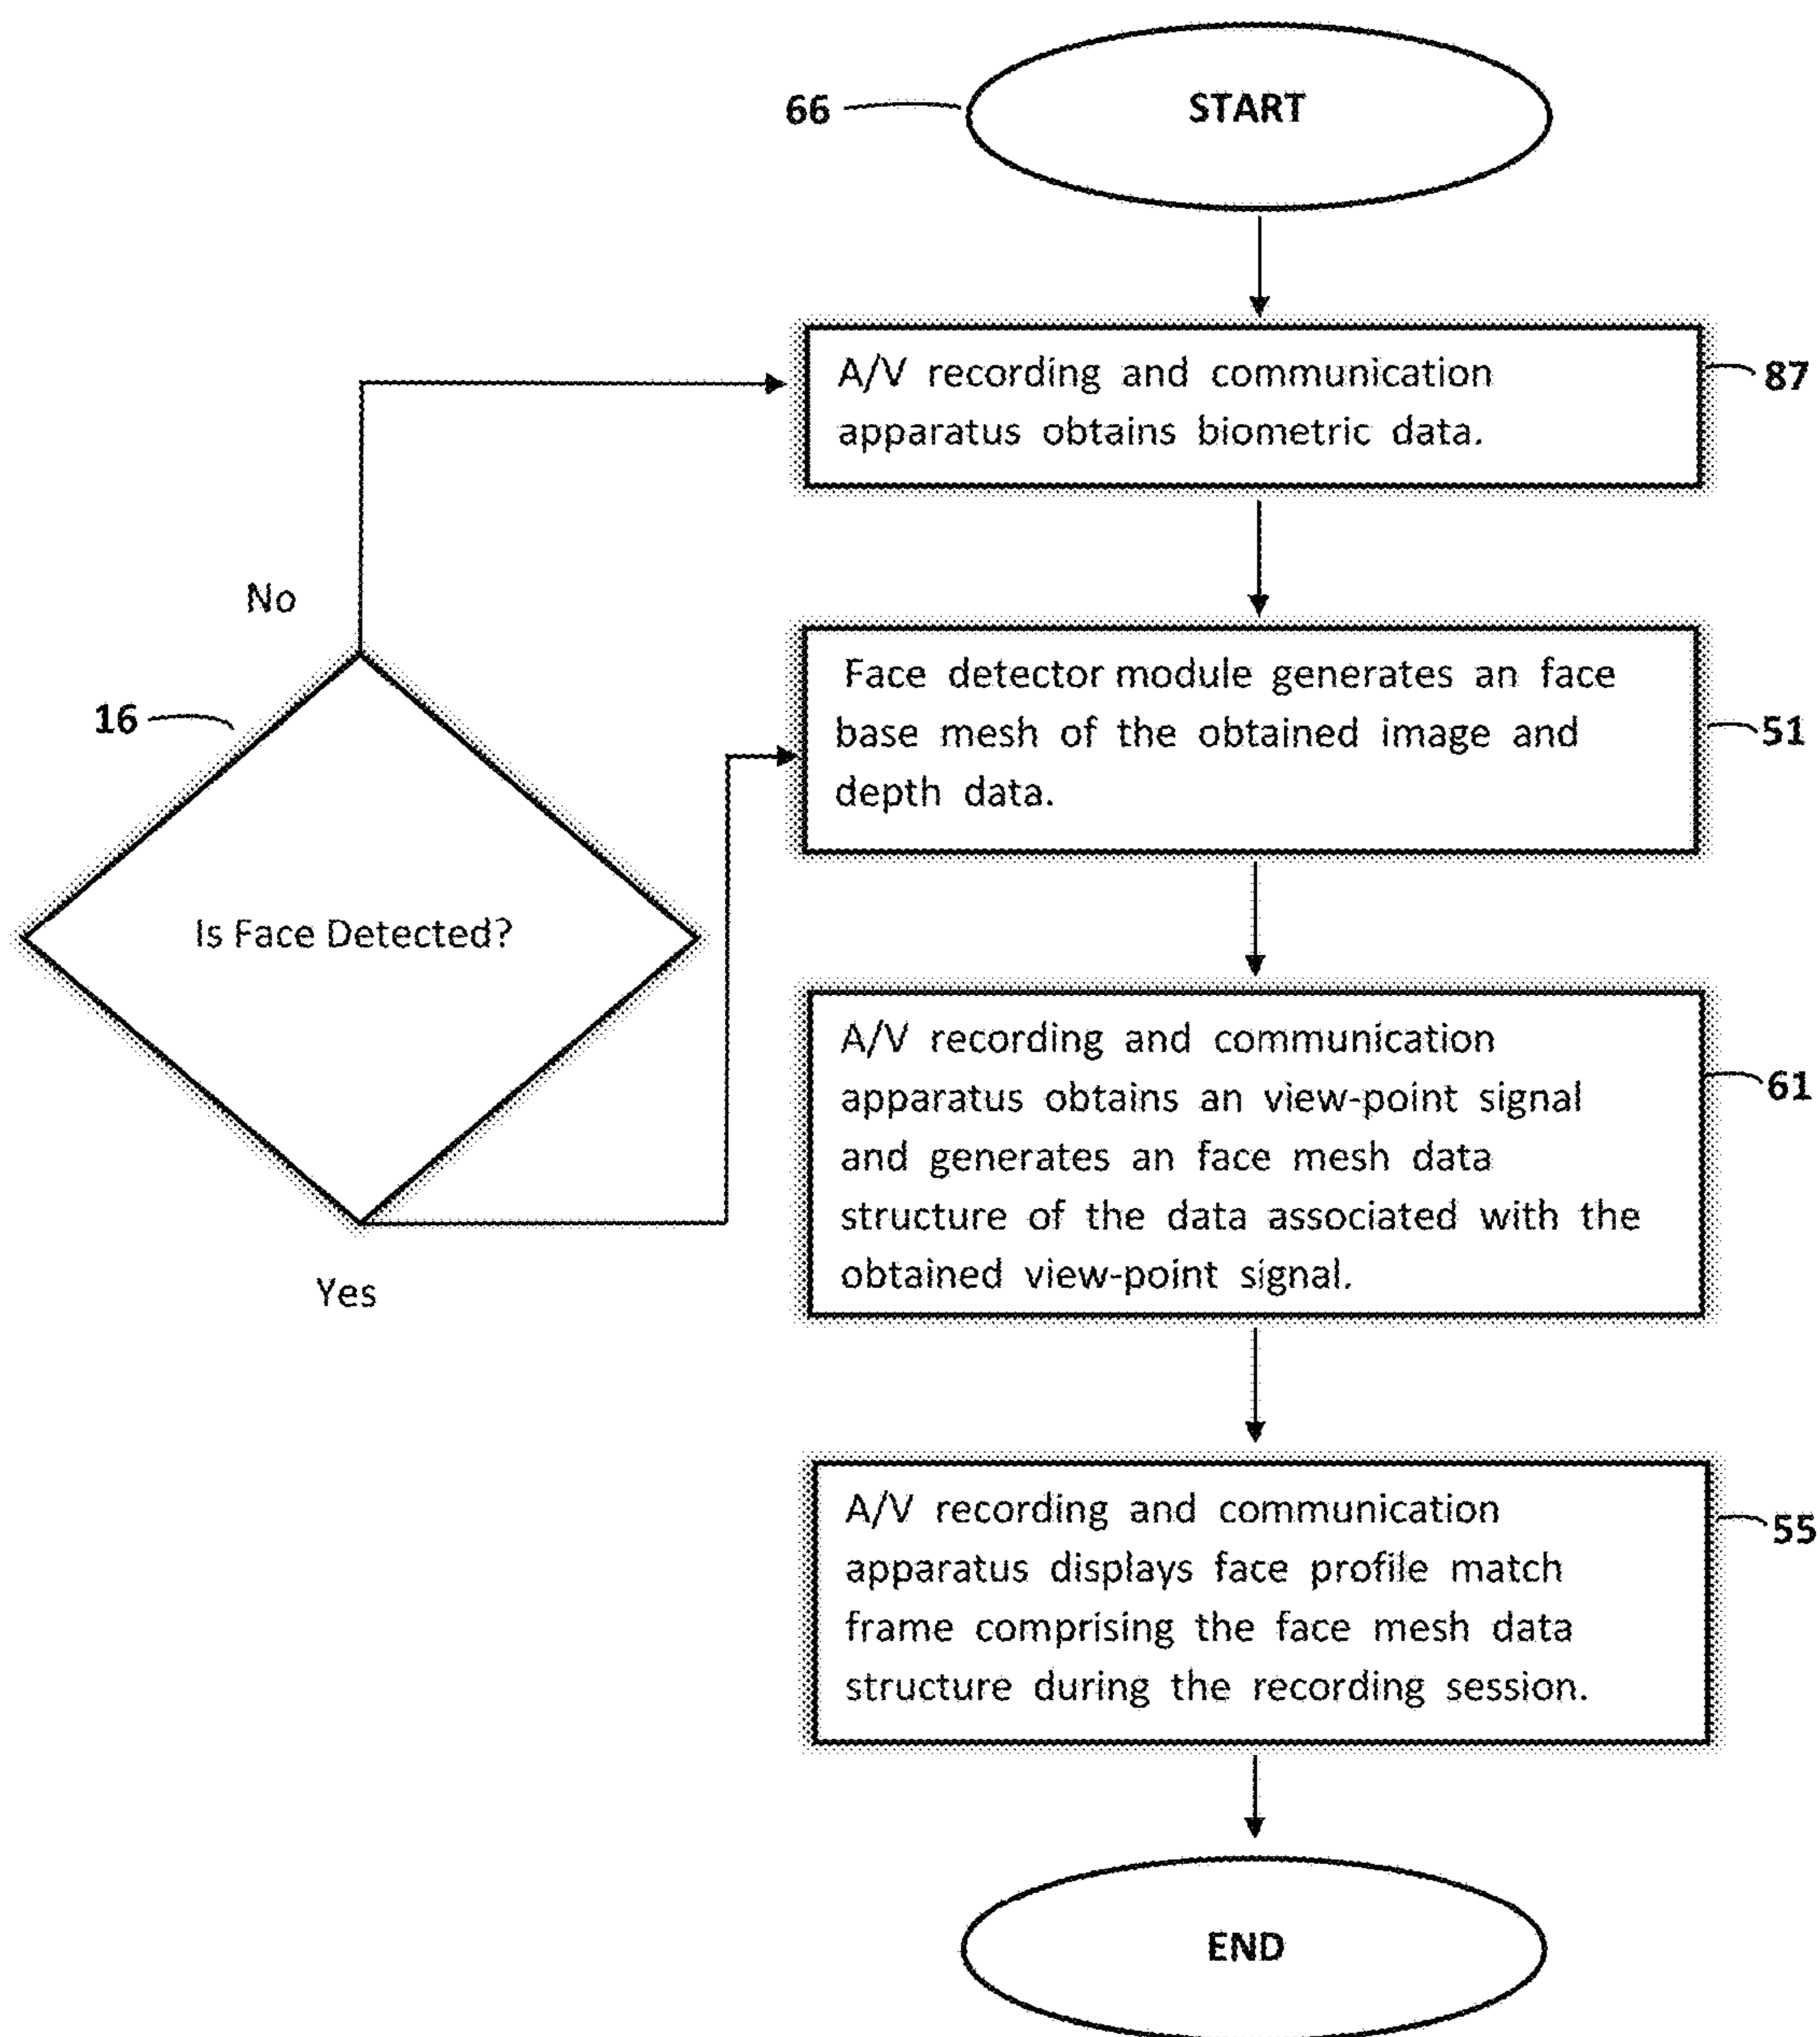 66
START
A/V recording and communication
apparatus obtains biometric data.
87
No
Face detector module generates an face
base mesh of the obtained image and
depth data.
51
16
Is Face Detected?
Yes
A/V recording and communication
apparatus obtains an view-point signal
and generates an face mesh data
structure of the data associated with the
obtained view-point signal.
61
A/V recording and communication
apparatus displays face profile match
frame comprising the face mesh data
structure during the recording session.
55
END